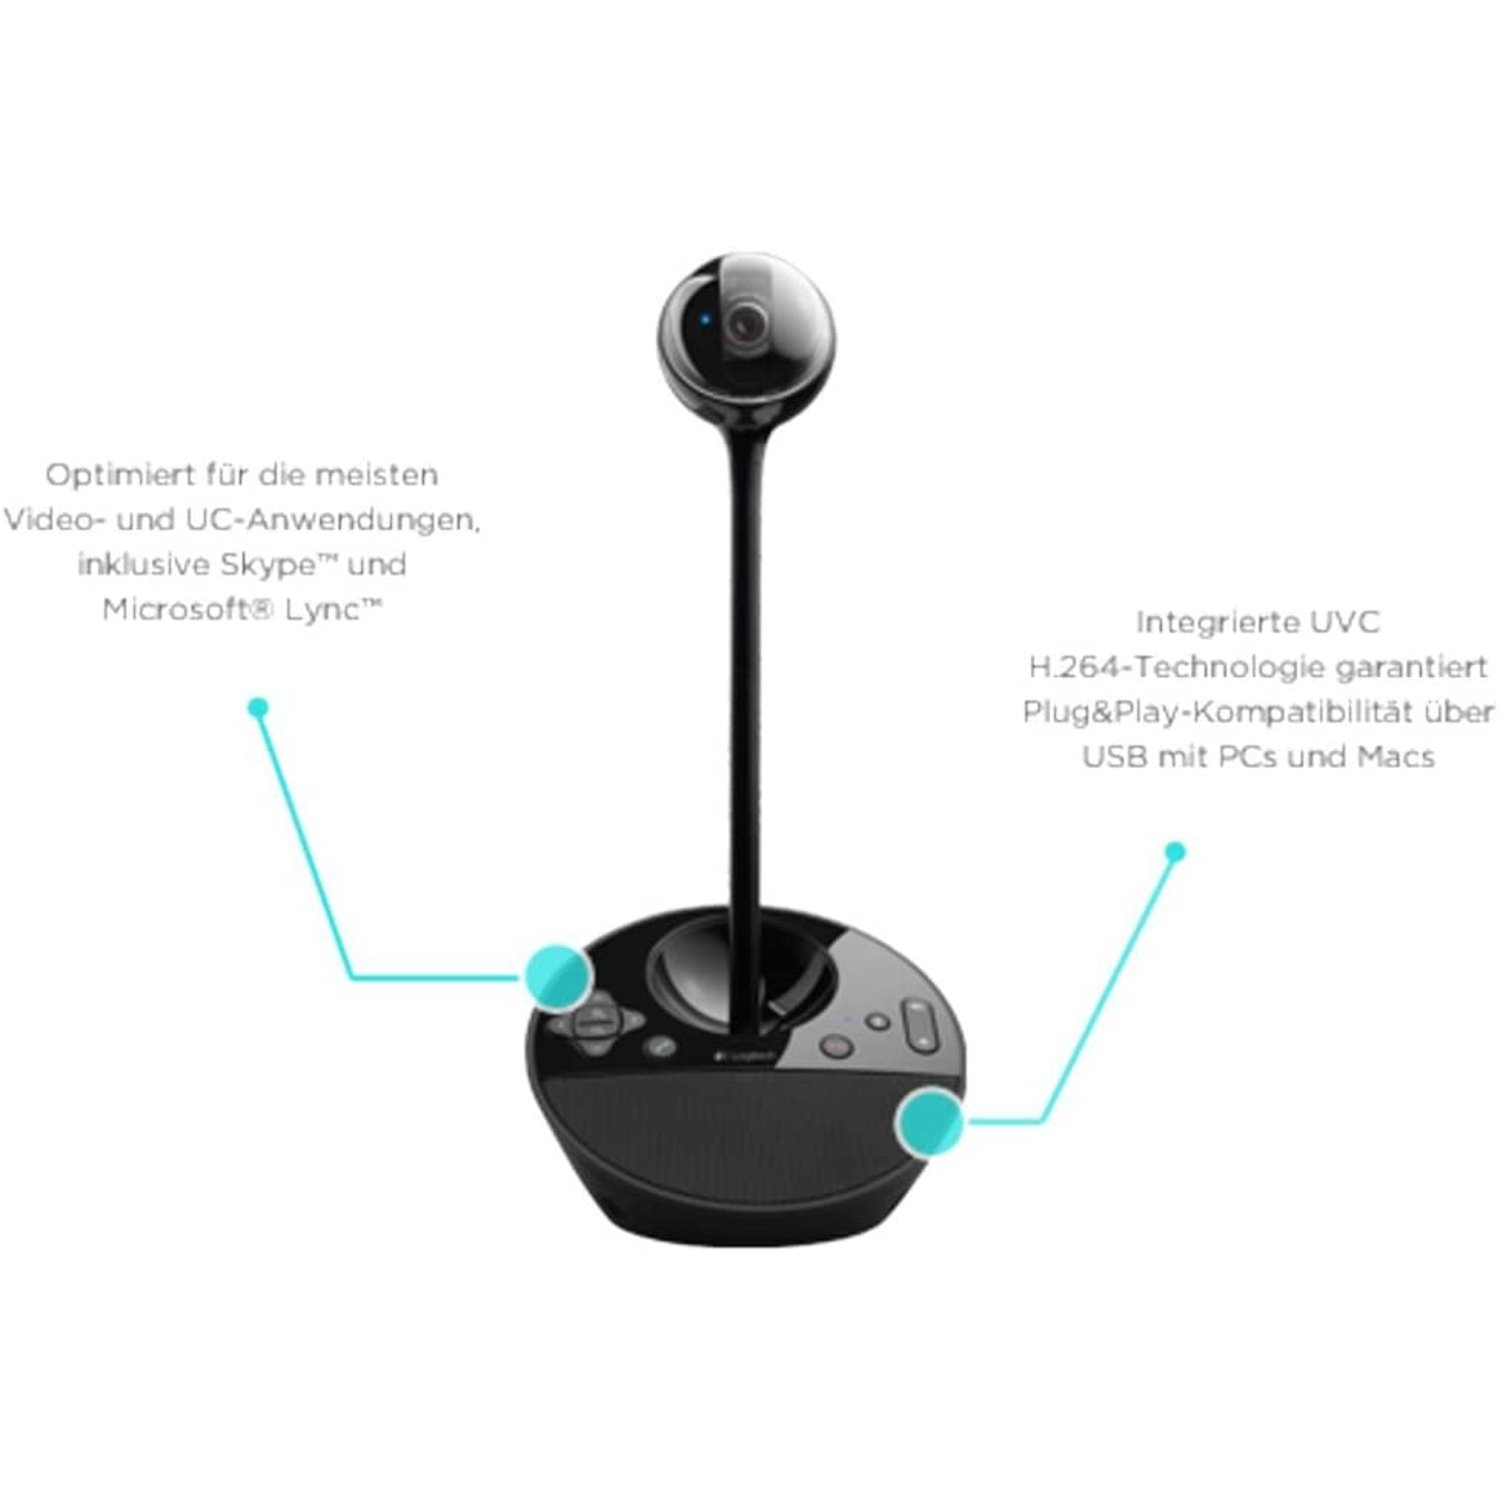 Optimiert für die meisten
Video- und UC-Anwendungen,
inklusive Skype™ und
Microsoft® Lync™
Integrierte UVC
H.264-Technologie garantiert
Plug&Play-Kompatibilität über
USB mit PCs und Macs
Logitech